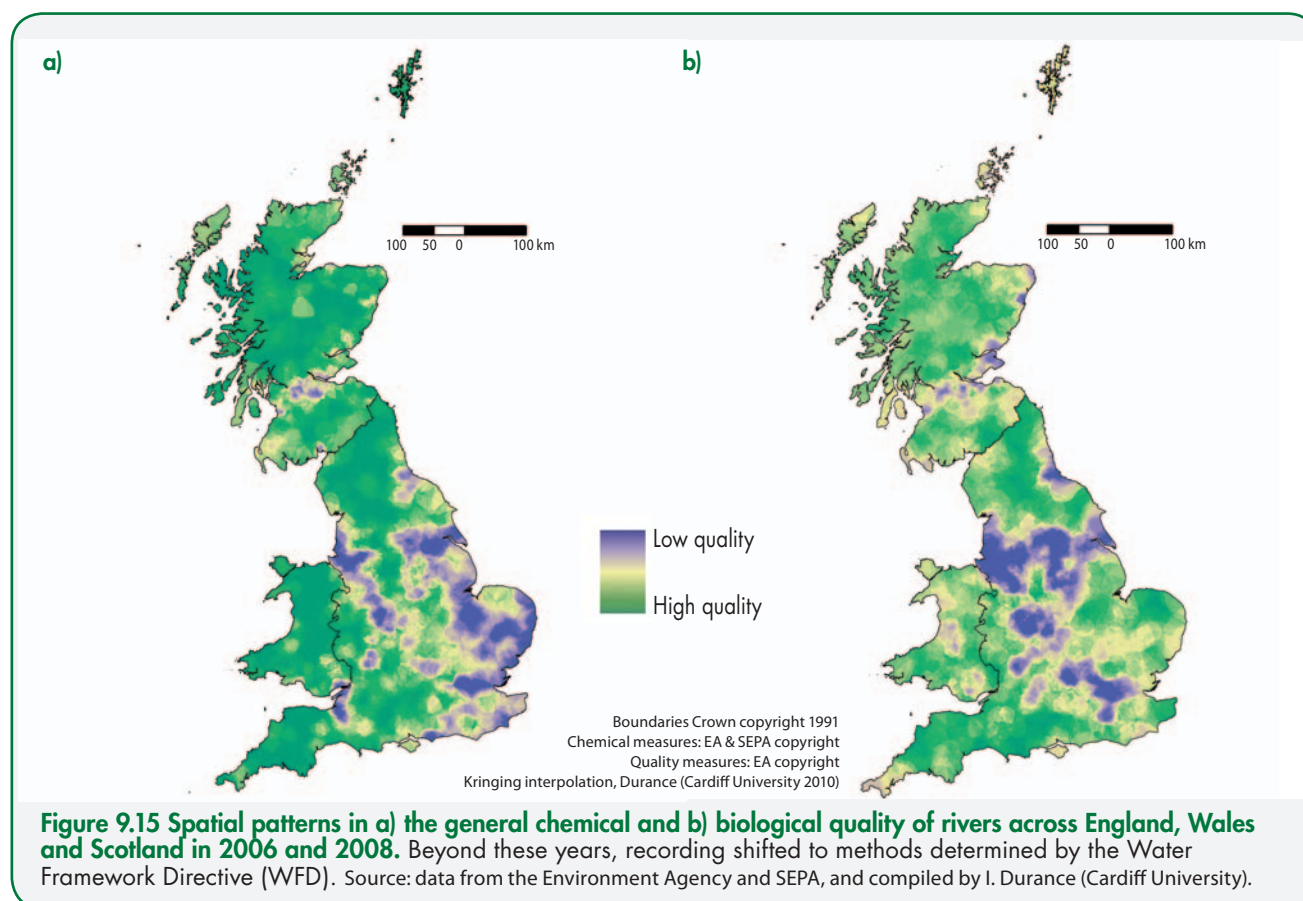 a)
b)
100 50 0 100 km
100 50 0 100 km
Low quality
High quality
Boundaries Crown copyright 1991
Chemical measures: EA & SEPA copyright
Quality measures: EA copyright
Kringing interpolation, Durance (Cardiff University 2010)
Figure 9.15 Spatial patterns in a) the general chemical and b) biological quality of rivers across England, Wales
and Scotland in 2006 and 2008. Beyond these years, recording shifted to methods determined by the Water
Framework Directive (WFD). Source: data from the Environment Agency and SEPA, and compiled by I. Durance (Cardiff University).